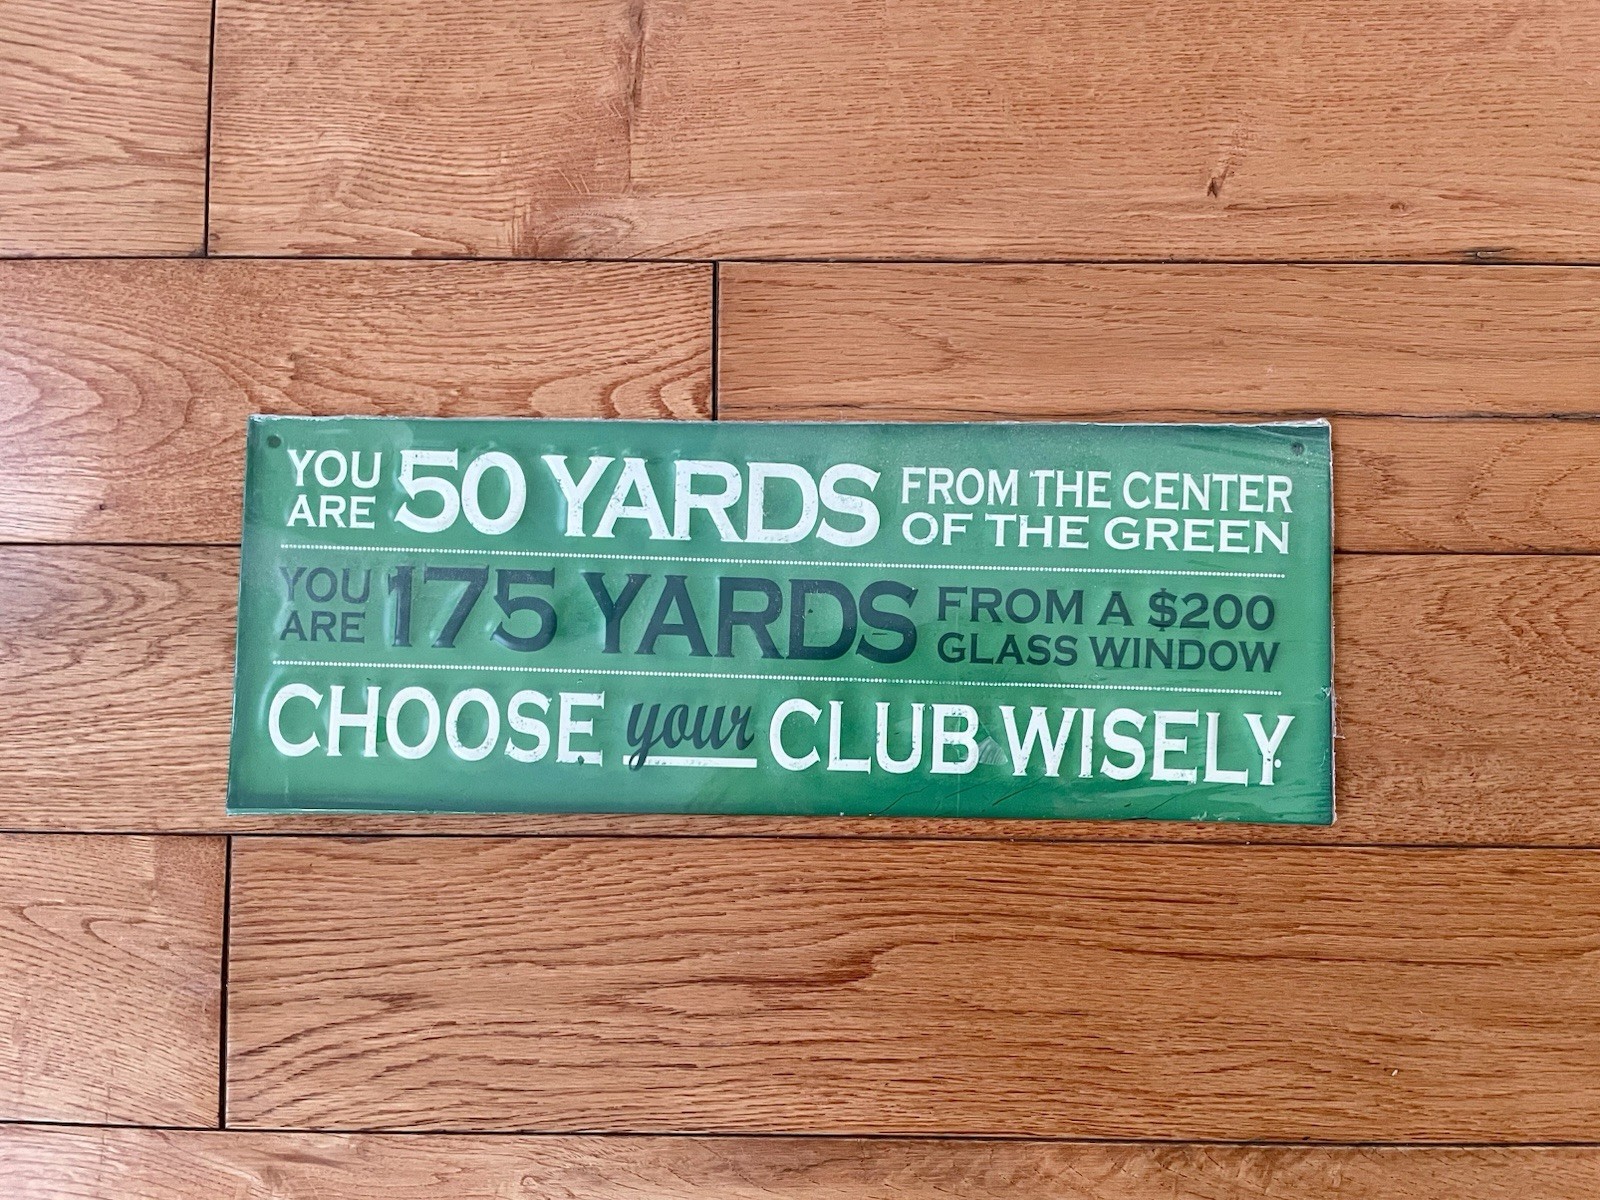 YOU ARE 50 YARDS FROM THE CENTER OF THE GREEN
YOU ARE 175 YARDS FROM A $200 GLASS WINDOW
CHOOSE your CLUB WISELY.